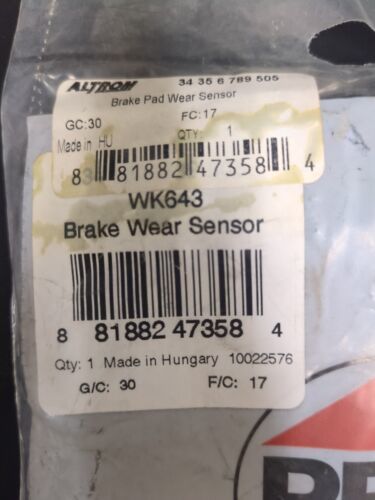 ALTROM 34 35 6 789 505
Brake Pad Wear Sensor
GC:30 FC:17
Made in HU QTY: 1
8 81882 47358 4
WK643
Brake Wear Sensor
8 81882 47358 4
Qty: 1 Made in Hungary 10022576
G/C: 30 F/C: 17